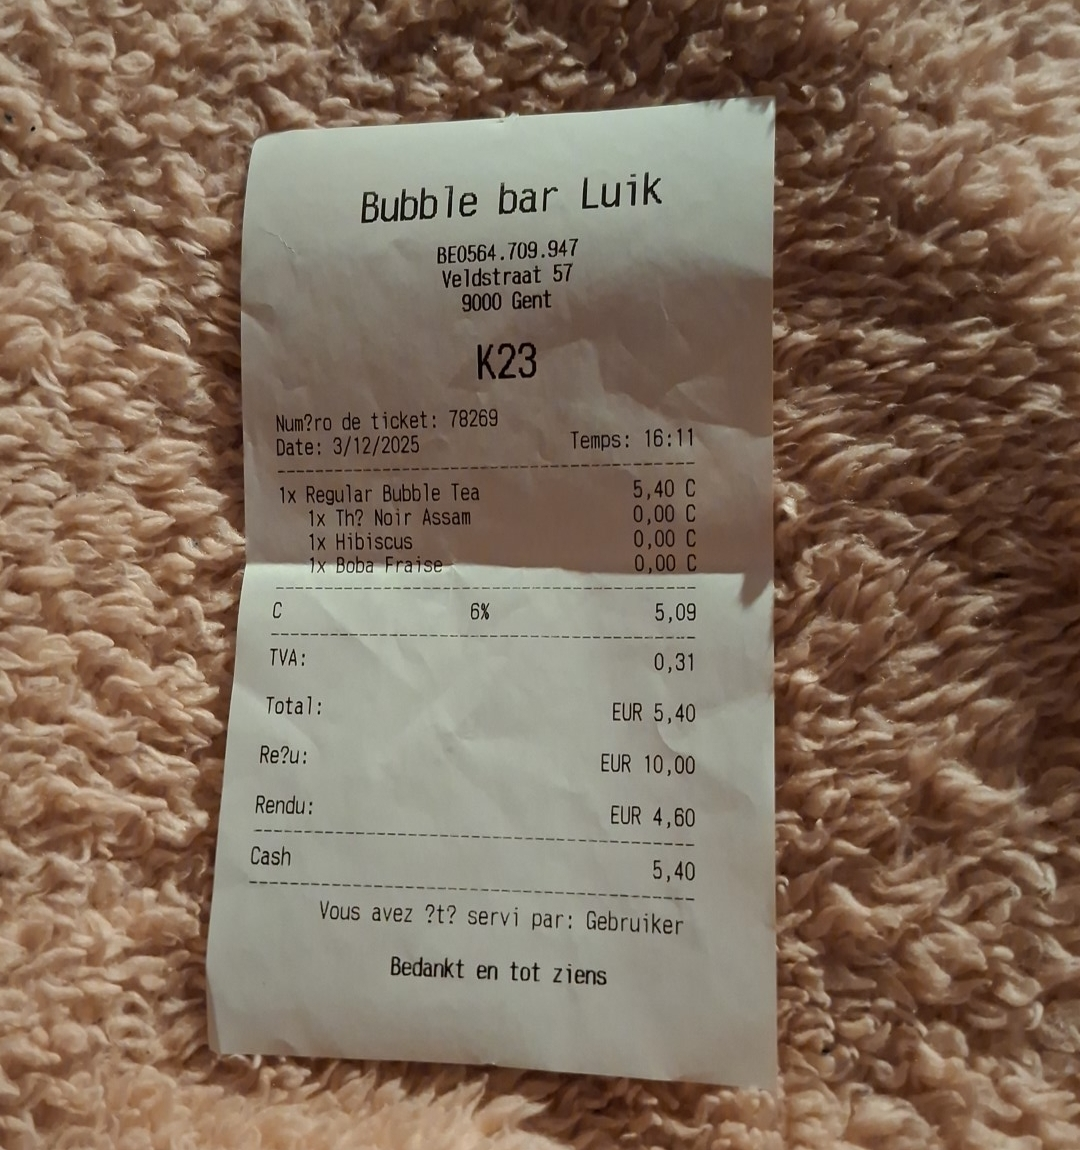 Bubble bar Luik
BE0564.709.947
Veldstraat 57
9000 Gent
K23
Num?ro de ticket: 78269
Date: 3/12/2025 Temps: 16:11
1x Regular Bubble Tea 5,40 C
1x Th? Noir Assam 0,00 C
1x Hibiscus 0,00 C
1x Boba Fraise 0,00 C
C 6% 5,09
TVA: 0,31
Total: EUR 5,40
Re?u: EUR 10,00
Rendu: EUR 4,60
Cash 5,40
Vous avez ?t? servi par: Gebruiker
Bedankt en tot ziens